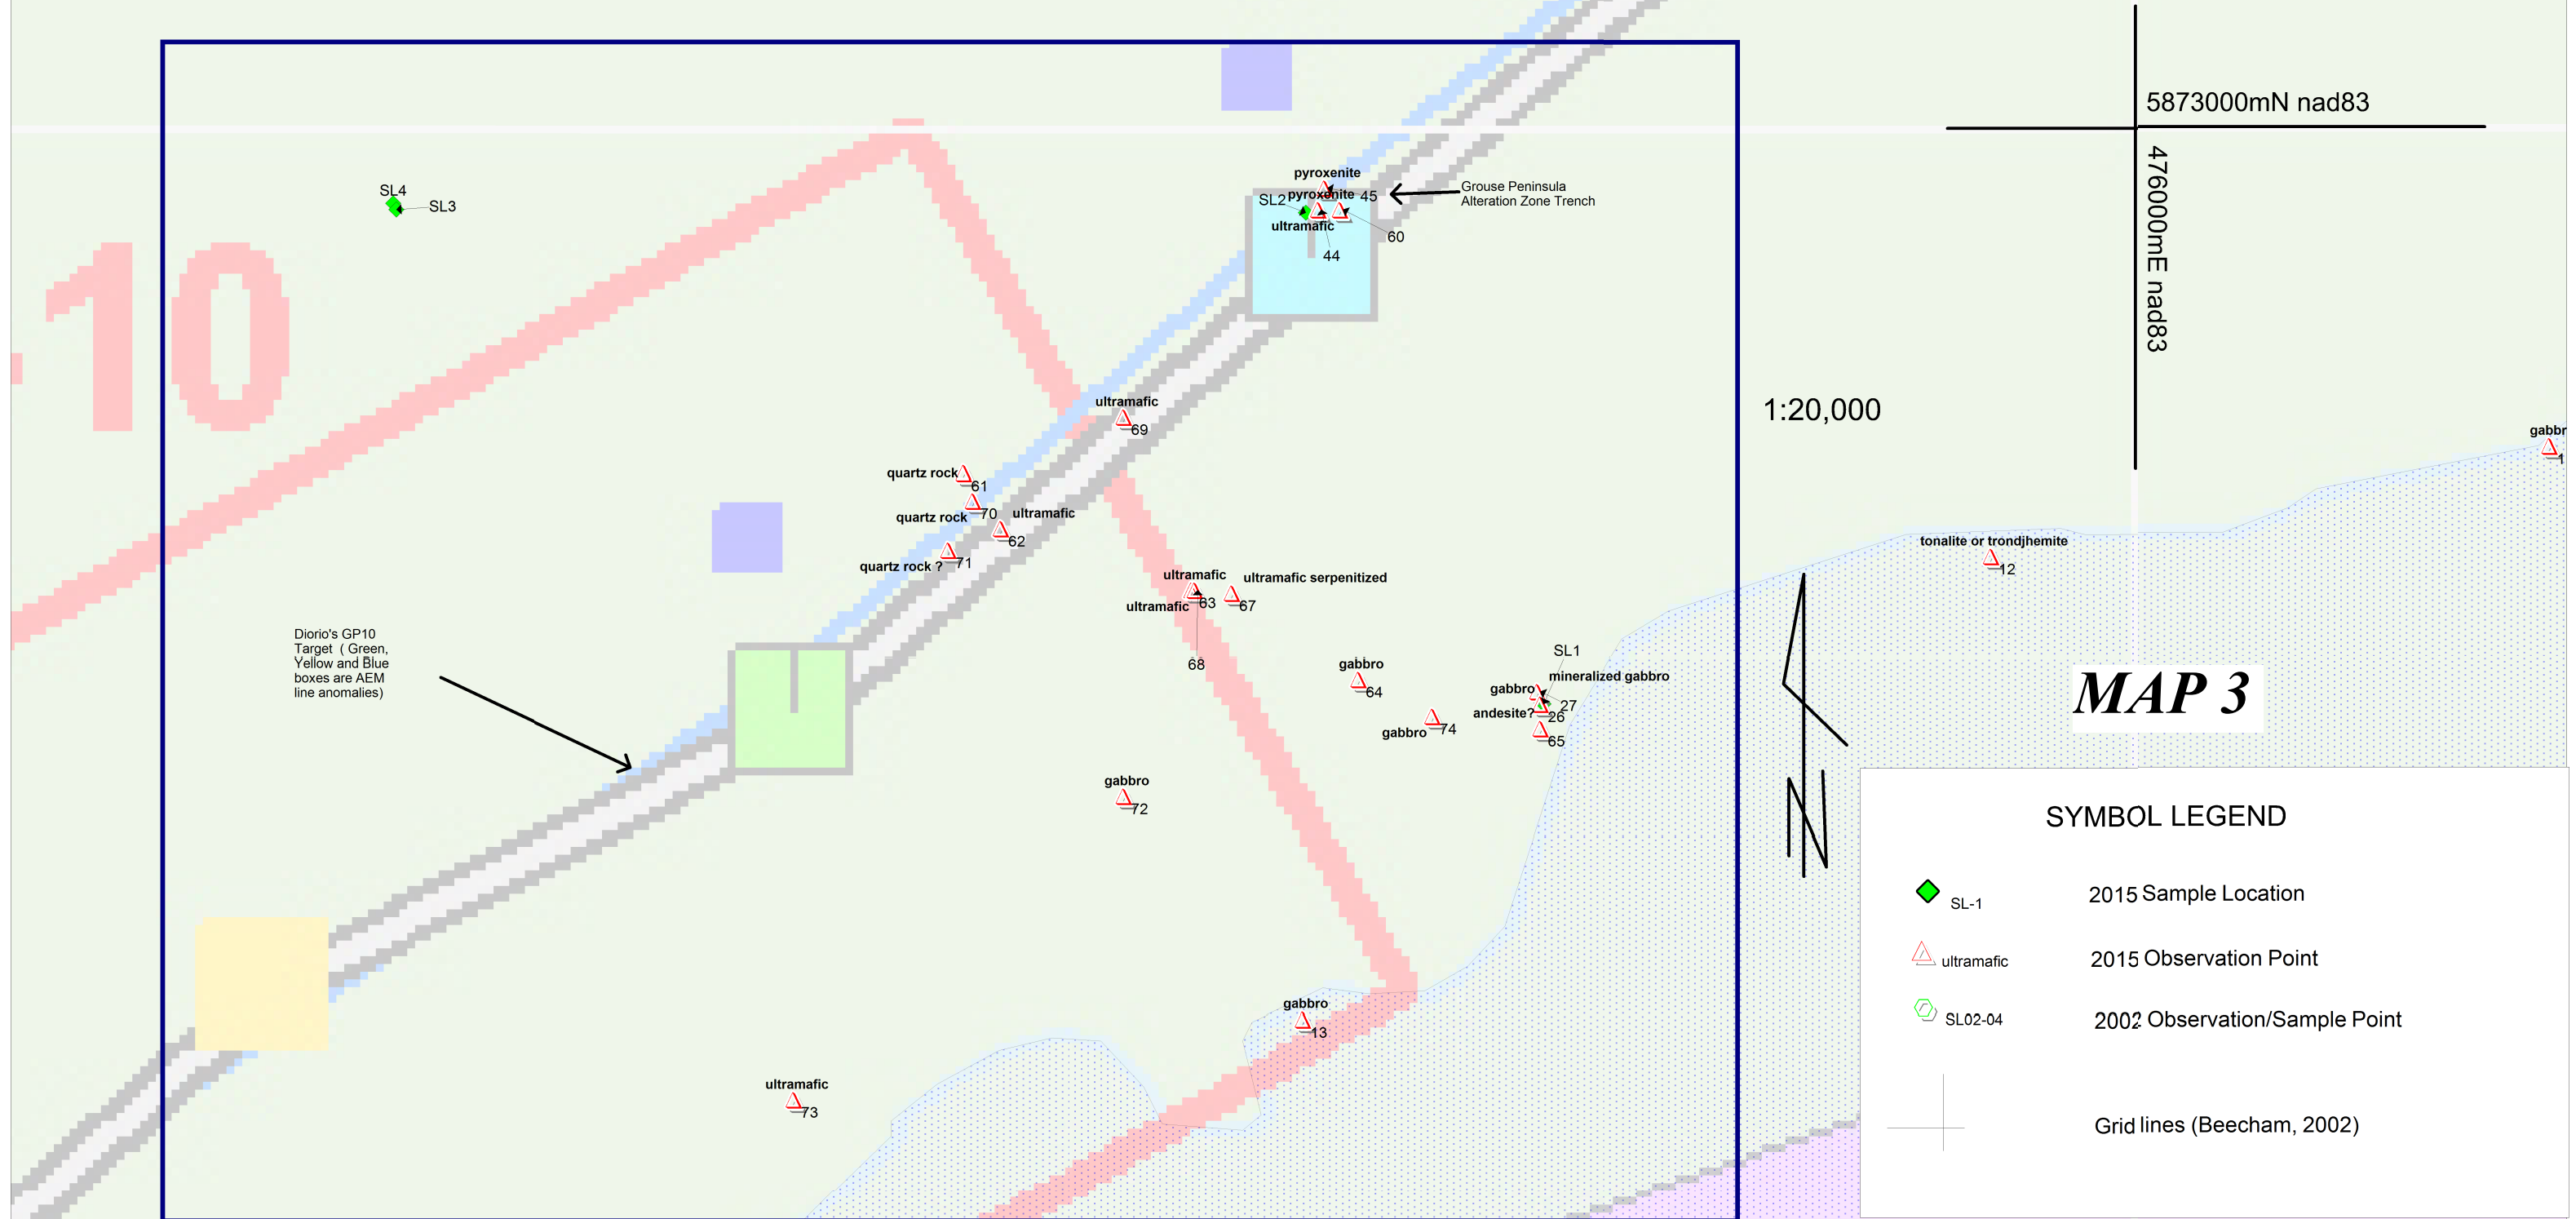 5873000mN nad83
476000mE nad83
pyroxenite
pyroxenite
45
SL4
SL3
SL2
ultramafic
44
60
Grouse Peninsula
Alteration Zone Trench
-10
1:20,000
ultramafic
69
gabbr
1
quartz rock
61
70
quartz rock
ultramafic
62
71
quartz rock ?
tonalite or trondjhemite
12
ultramafic
63
ultramafic
68
ultramafic serpenitized
67
Diorio's GP10
Target ( Green,
Yellow and Blue
boxes are AEM
line anomalies)
SL1
gabbro
64
mineralized gabbro
gabbro
27
andesite?
26
65
gabbro
74
MAP 3
gabbro
72
N
gabbro
13
ultramafic
73
SYMBOL LEGEND
SL-1
2015 Sample Location
ultramafic
2015 Observation Point
SL02-04
2002 Observation/Sample Point
Grid lines (Beecham, 2002)